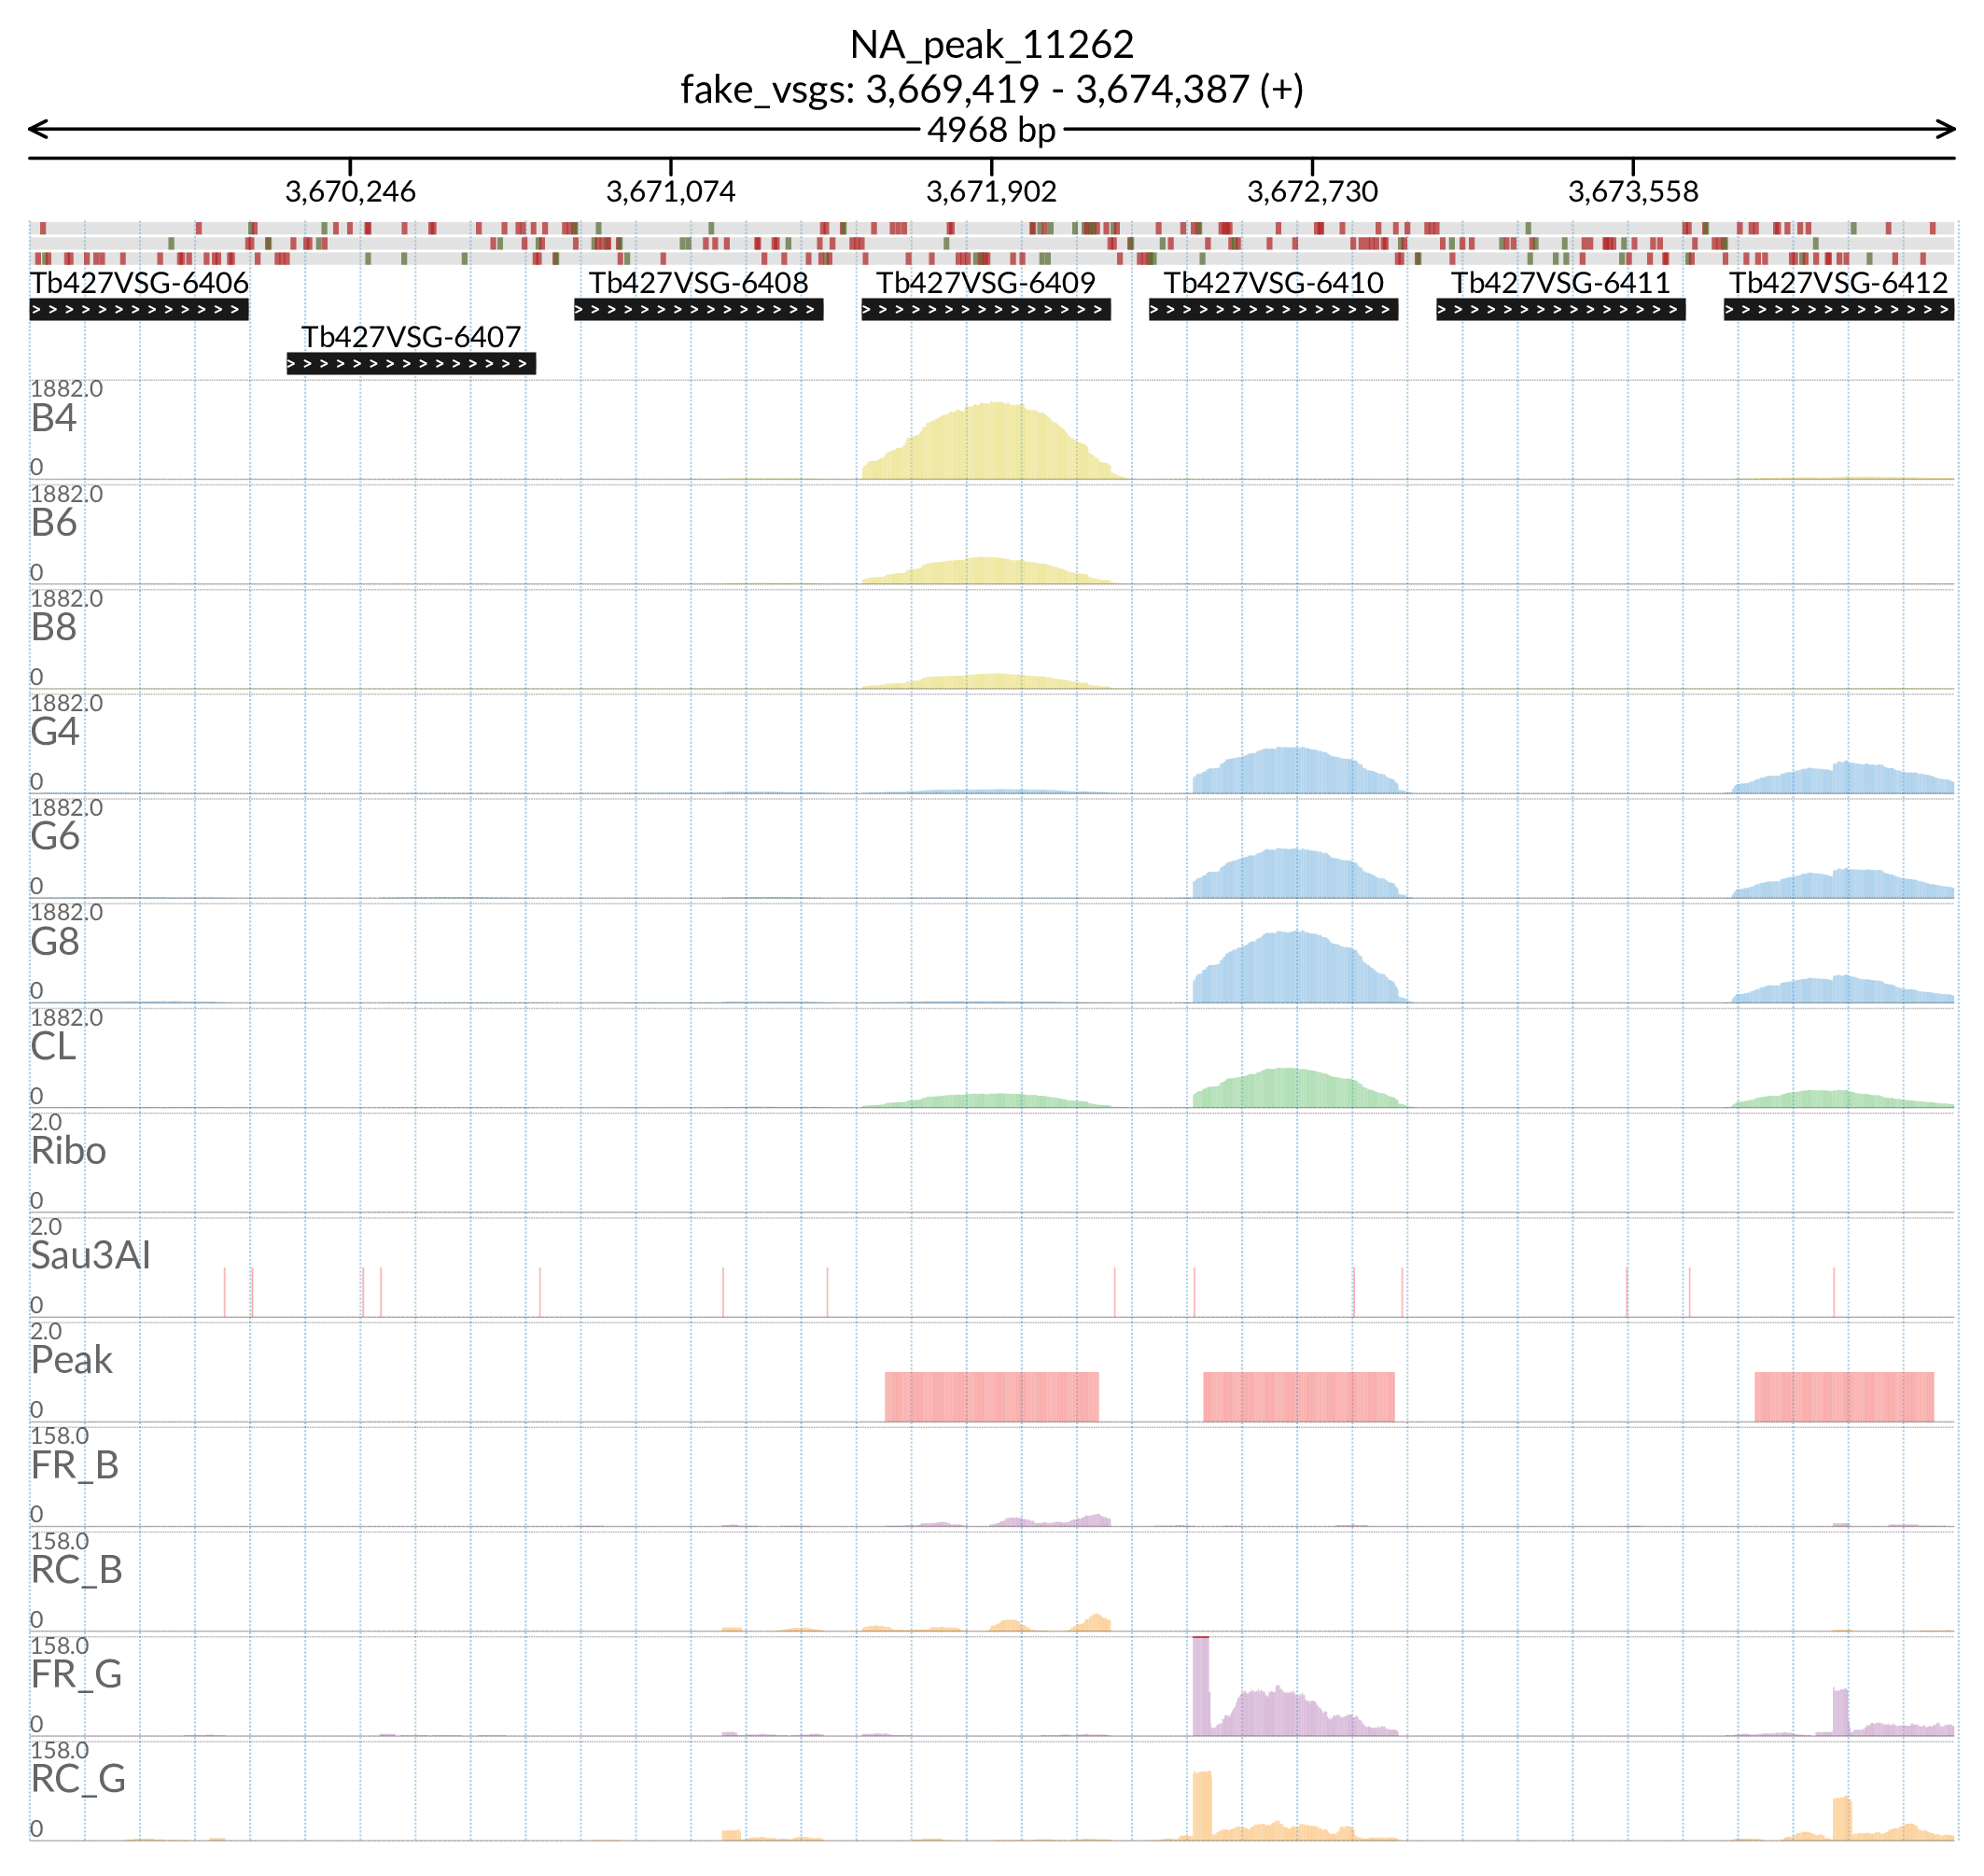 NA_peak_11262
fake_vsgs: 3,669,419 - 3,674,387 (+)
4968 bp
3,670,246 3,671,074 3,671,902 3,672,730 3,673,558
Tb427VSG-6406 Tb427VSG-6408 Tb427VSG-6409 Tb427VSG-6410 Tb427VSG-6411 Tb427VSG-6412
Tb427VSG-6407
1882.0
B4
0
1882.0
B6
0
1882.0
B8
0
1882.0
G4
0
1882.0
G6
0
1882.0
G8
0
1882.0
CL
0
2.0
Ribo
0
2.0
Sau3AI
0
2.0
Peak
0
158.0
FR_B
0
158.0
RC_B
0
158.0
FR_G
0
158.0
RC_G
0